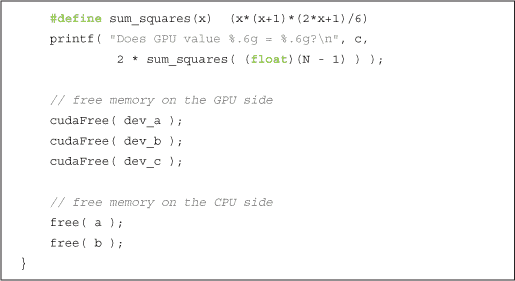 #define sum_squares(x)  (x*(x+1)*(2*x+1)/6)
printf( "Does GPU value %.6g = %.6g?\n", c,
2 * sum_squares( (float)(N - 1) ) );
// free memory on the GPU side
cudaFree( dev_a );
cudaFree( dev_b );
cudaFree( dev_c );
// free memory on the CPU side
free( a );
free( b );
}